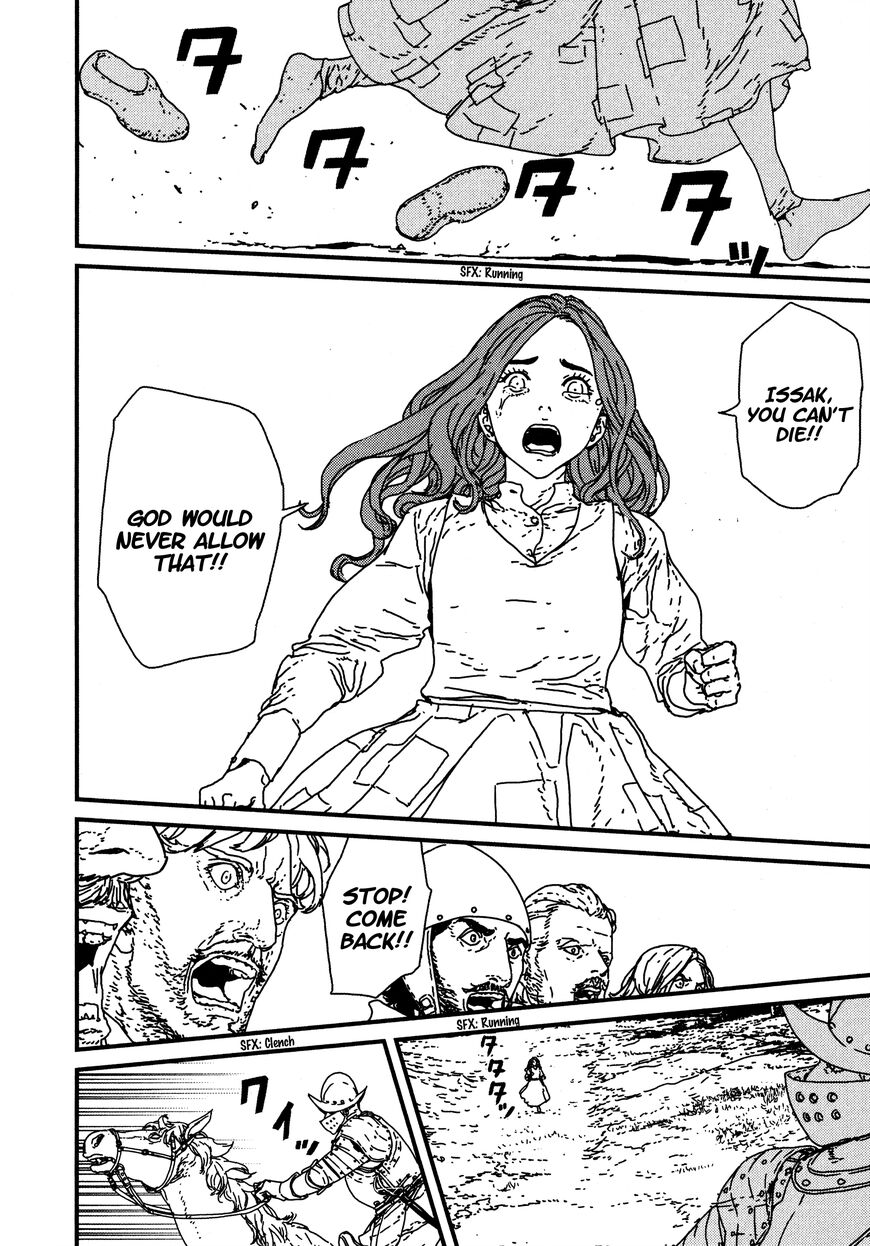 タ タ タ タッ
SFX: Running
ISSAK,
YOU CAN'T
DIE!!
GOD WOULD
NEVER ALLOW
THAT!!
STOP!
COME
BACK!!
SFX: Running
タタタッ
SFX: Clench
クイッ